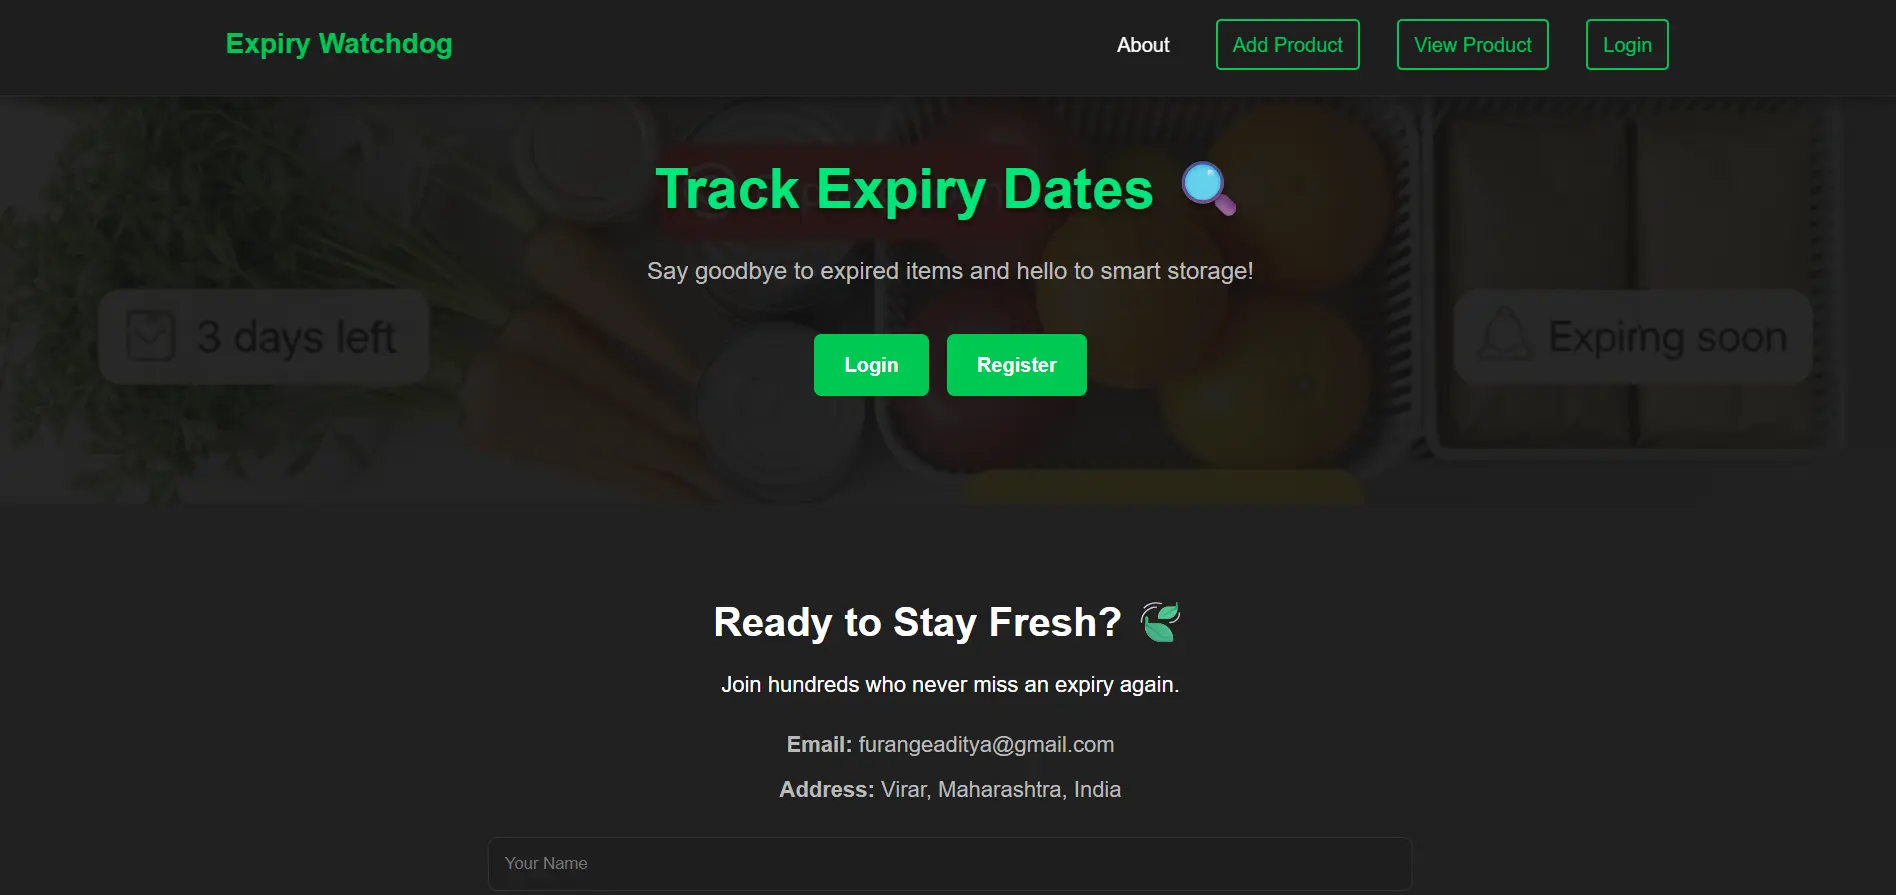 Expiry Watchdog
About
Add Product
View Product
Login
Track Expiry Dates
Say goodbye to expired items and hello to smart storage!
3 days left
Expirng soon
Login
Register
Ready to Stay Fresh?
Join hundreds who never miss an expiry again.
Email: furangeaditya@gmail.com
Address: Virar, Maharashtra, India
Your Name